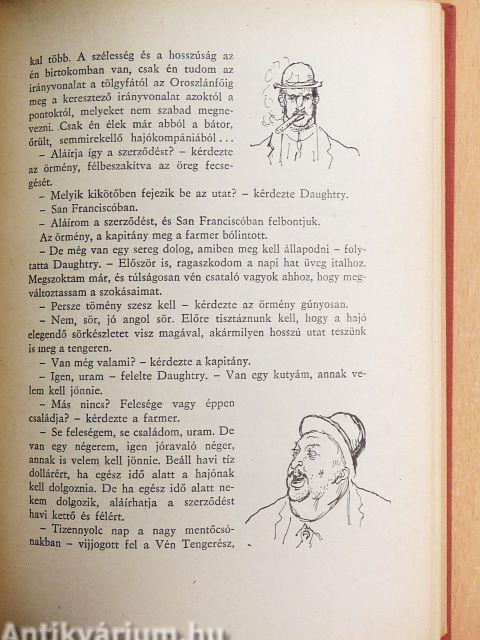 kal több. A szélesség és a hosszúság az
én birtokomban van, csak én tudom az
irányvonalat a tölgyfától az Oroszlánfőig
meg a keresztező irányvonalat azoktól a
pontoktól, melyeket nem szabad megne-
vezni. Csak én élek már abból a bátor,
őrült, semmirekellő hajókompániából...
– Aláírja így a szerződést? – kérdezte
az örmény, félbeszakítva az öreg fecse-
gését.
– Melyik kikötőben fejezik be az utat? – kérdezte Daughtry.
– San Franciscóban.
– Aláírom a szerződést, és San Franciscóban felbontjuk.
Az örmény, a kapitány meg a farmer bólintott.
– De még van egy sereg dolog, amiben meg kell állapodni – foly-
tatta Daughtry. – Először is, ragaszkodom a napi hat üveg italhoz.
Megszoktam már, és túlságosan vén csataló vagyok ahhoz, hogy meg-
változtassam a szokásaimat.
– Persze tömény szesz kell – kérdezte az örmény gúnyosan.
– Nem, sör, jó angol sör. Előre tisztáznunk kell, hogy a hajó
elegendő sörkészletet visz magával, akármilyen hosszú utat teszünk
is meg a tengeren.
– Van még valami? – kérdezte a kapitány.
– Igen, uram – felelte Daughtry. – Van egy kutyám, annak ve-
lem kell jönnie.
– Más nincs? Felesége vagy éppen
családja? – kérdezte a farmer.
– Se feleségem, se családom, uram. De
van egy négerem, igen jóravaló néger,
annak is velem kell jönnie. Beáll havi tíz
dollárért, ha egész idő alatt a hajónak
kell dolgoznia. De ha egész idő alatt ne-
kem dolgozik, aláírhatja a szerződést
havi kettő és félért.
– Tizennyolc nap a nagy mentőcsó-
nakban – vijjogott fel a Vén Tengerész,
Antikvárium.hu